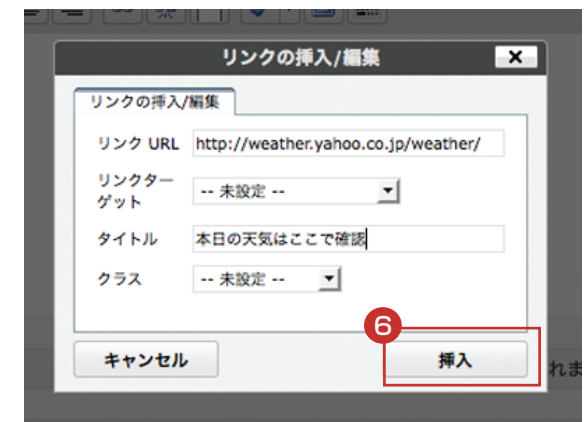 リンクの挿入/編集
リンクの挿入/編集
リンク URL http://weather.yahoo.co.jp/weather/
リンクター
ゲット
-- 未設定 --
タイトル 本日の天気はここで確認
クラス -- 未設定 --
6
キャンセル 挿入
れま